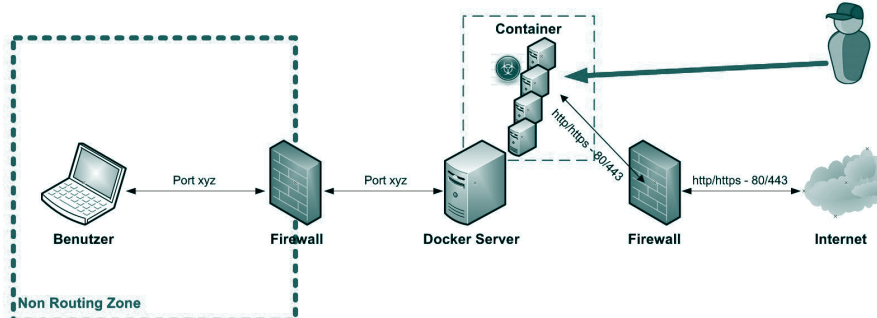 Container
http/https - 80/443
Port xyz
Port xyz
http/https - 80/443
Benutzer
Firewall
Docker Server
Firewall
Internet
Non Routing Zone